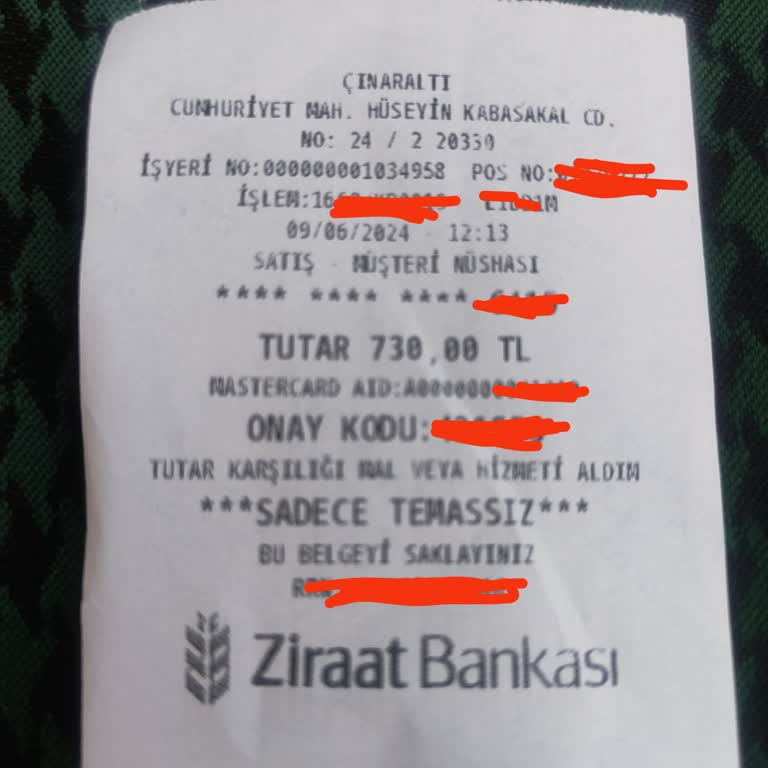 ÇINARALTI
CUMHURİYET MAH. HÜSEYİN KABASAKAL CD.
NO: 24 / 2 20350
İŞYERİ NO:000000001034958 POS NO:
İŞLEM:16
09/06/2024 - 12:13
SATIŞ - MÜŞTERİ NÜSHASI
**** **** ****
TUTAR 730,00 TL
MASTERCARD AID:A00000000
ONAY KODU:
TUTAR KARŞILIĞI MAL VEYA HİZMETİ ALDIM
***SADECE TEMASSIZ***
BU BELGEYİ SAKLAYINIZ
Ziraat Bankası